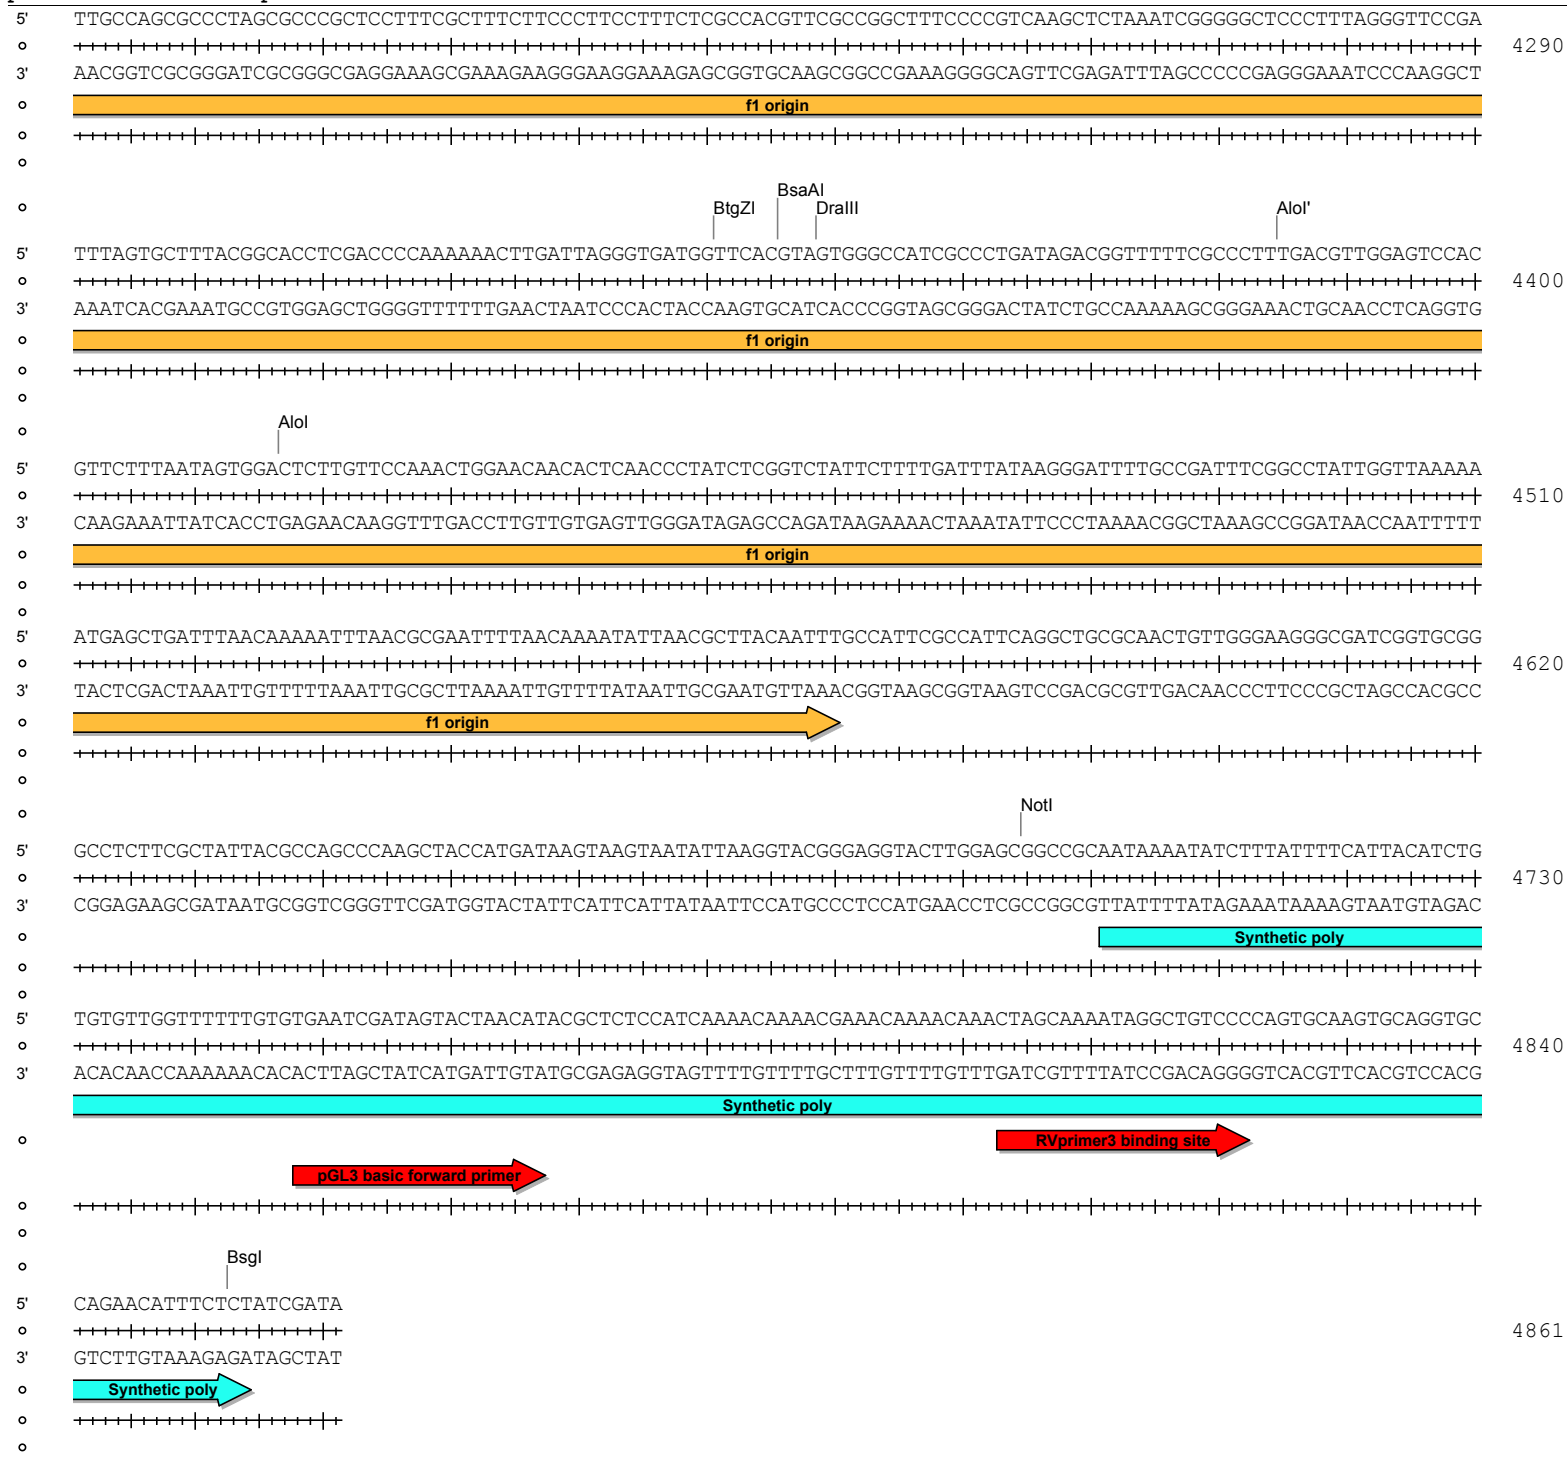 5' TTGCCAGCGCCCTAGCGCCCGCTCCTTTCGCTTTCTTCCCTTCCTTTCTCGCCACGTTCGCCGGCTTTCCCCGTCAAGCTCTAAATCGGGGGCTCCCTTTAGGGTTCCGA
4290
3' AACGGTCGCGGGATCGCGGGCGAGGAAAGCGAAAGAAGGGAAGGAAAGAGCGGTGCAAGCGGCCGAAAGGGGCAGTTCGAGATTTAGCCCCCGAGGGAAATCCCAAGGCT
f1 origin
BtgZI BsaAI DraIII AloI'
5' TTTAGTGCTTTACGGCACCTCGACCCCAAAAAACTTGATTAGGGTGATGGTTCACGTAGTGGGCCATCGCCCTGATAGACGGTTTTTCGCCCTTTGACGTTGGAGTCCAC
4400
3' AAATCACGAAATGCCGTGGAGCTGGGGTTTTTTGAACTAATCCCACTACCAAGTGCATCACCCGGTAGCGGGACTATCTGCCAAAAAGCGGGAAACTGCAACCTCAGGTG
f1 origin
AloI
5' GTTCTTTAATAGTGGACTCTTGTTCCAAACTGGAACAACACTCAACCCTATCTCGGTCTATTCTTTTGATTTATAAGGGATTTTGCCGATTTCGGCCTATTGGTTAAAAA
4510
3' CAAGAAATTATCACCTGAGAACAAGGTTTGACCTTGTTGTGAGTTGGGATAGAGCCAGATAAGAAAACTAAATATTCCCTAAAACGGCTAAAGCCGGATAACCAATTTTT
f1 origin
5' ATGAGCTGATTTAACAAAAATTTAACGCGAATTTTAACAAAATATTAACGCTTACAATTTGCCATTCGCCATTCAGGCTGCGCAACTGTTGGGAAGGGCGATCGGTGCGG
4620
3' TACTCGACTAAATTGTTTTTAAATTGCGCTTAAAATTGTTTTATAATTGCGAATGTTAAACGGTAAGCGGTAAGTCCGACGCGTTGACAACCCTTCCCGCTAGCCACGCC
f1 origin
NotI
5' GCCTCTTCGCTATTACGCCAGCCCAAGCTACCATGATAAGTAAGTAATATTAAGGTACGGGAGGTACTTGGAGCGGCCGCAATAAAATATCTTTATTTTCATTACATCTG
4730
3' CGGAGAAGCGATAATGCGGTCGGGTTCGATGGTACTATTCATTCATTATAATTCCATGCCCTCCATGAACCTCGCCGGCGTTATTTTATAGAAATAAAAGTAATGTAGAC
Synthetic poly
5' TGTGTTGGTTTTTTGTGTGAATCGATAGTACTAACATACGCTCTCCATCAAAACAAAACGAAACAAAACAAACTAGCAAAATAGGCTGTCCCCAGTGCAAGTGCAGGTGC
4840
3' ACACAACCAAAAAACACACTTAGCTATCATGATTGTATGCGAGAGGTAGTTTTGTTTTGCTTTGTTTTGTTTGATCGTTTTATCCGACAGGGGTCACGTTCACGTCCACG
Synthetic poly
RVprimer3 binding site
pGL3 basic forward primer
BsgI
5' CAGAACATTTCTCTATCGATA
4861
3' GTCTTGTAAAGAGATAGCTAT
Synthetic poly